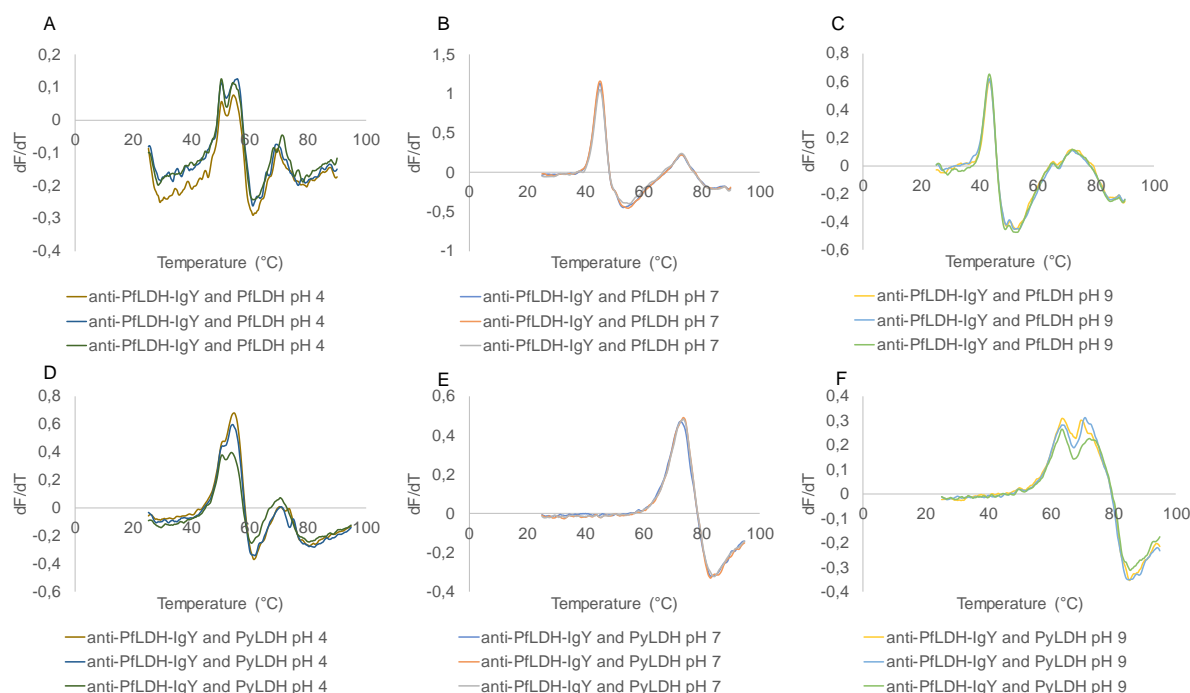 A
0,2
0,1
0
-0,1
-0,2
-0,3
-0,4
0 20 40 60 80 100
dF/dT
Temperature (°C)
anti-PfLDH-IgY and PfLDH pH 4
anti-PfLDH-IgY and PfLDH pH 4
anti-PfLDH-IgY and PfLDH pH 4
B
1,5
1
0,5
0
-0,5
-1
0 20 40 60 80 100
dF/dT
Temperature (°C)
anti-PfLDH-IgY and PfLDH pH 7
anti-PfLDH-IgY and PfLDH pH 7
anti-PfLDH-IgY and PfLDH pH 7
C
0,8
0,6
0,4
0,2
0
-0,2
-0,4
-0,6
0 20 40 60 80 100
dF/dT
Temperature (°C)
anti-PfLDH-IgY and PfLDH pH 9
anti-PfLDH-IgY and PfLDH pH 9
anti-PfLDH-IgY and PfLDH pH 9
D
0,8
0,6
0,4
0,2
0
-0,2
-0,4
-0,6
0 20 40 60 80 100
dF/dT
Temperature (°C)
anti-PfLDH-IgY and PyLDH pH 4
anti-PfLDH-IgY and PyLDH pH 4
anti-PfLDH-IgY and PyLDH pH 4
E
0,6
0,4
0,2
0
-0,2
-0,4
0 20 40 60 80 100
dF/dT
Temperature (°C)
anti-PfLDH-IgY and PyLDH pH 7
anti-PfLDH-IgY and PyLDH pH 7
anti-PfLDH-IgY and PyLDH pH 7
F
0,4
0,3
0,2
0,1
0
-0,1
-0,2
-0,3
-0,4
0 20 40 60 80 100
dF/dT
Temperature (°C)
anti-PfLDH-IgY and PyLDH pH 9
anti-PfLDH-IgY and PyLDH pH 9
anti-PfLDH-IgY and PyLDH pH 9